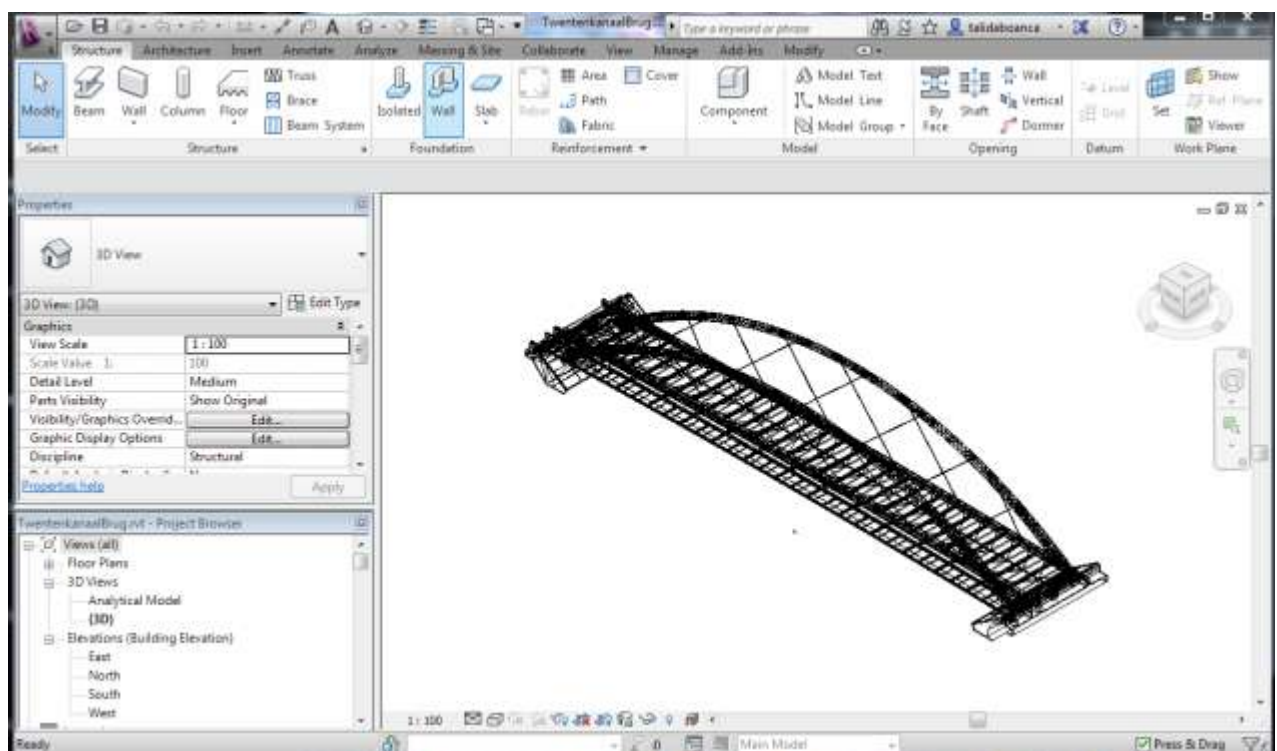 TwentenkanaalBrug
Type a keyword or phrase
talidaboanca
Structure Architecture Insert Annotate Analyze Massing & Site Collaborate View Manage Add-Ins Modify
Modify Beam Wall Column Floor
Truss
Brace
Beam System
Isolated Wall Slab
Rebar
Area Cover
Path
Fabric
Component
Model Text
Model Line
Model Group
By Face
Shaft
Wall
Vertical
Dormer
Level
Grid
Set
Show
Ref Plane
Viewer
Select Structure Foundation Reinforcement Model Opening Datum Work Plane
Properties
3D View
3D View: {3D} Edit Type
Graphics
View Scale 1 : 100
Scale Value 1: 100
Detail Level Medium
Parts Visibility Show Original
Visibility/Graphics Overrid... Edit...
Graphic Display Options Edit...
Discipline Structural
Properties help Apply
TwentenkanaalBrug.rvt - Project Browser
Views (all)
Floor Plans
3D Views
Analytical Model
{3D}
Elevations (Building Elevation)
East
North
South
West
1 : 100
Ready
: 0
Main Model
Press & Drag